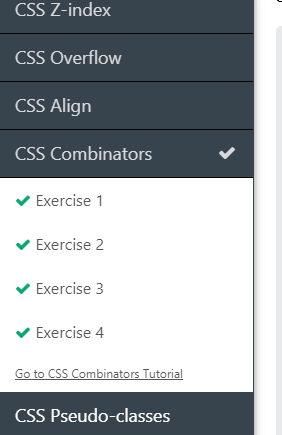 CSS Z-index
CSS Overflow
CSS Align
CSS Combinators
Exercise 1
Exercise 2
Exercise 3
Exercise 4
Go to CSS Combinators Tutorial
CSS Pseudo-classes